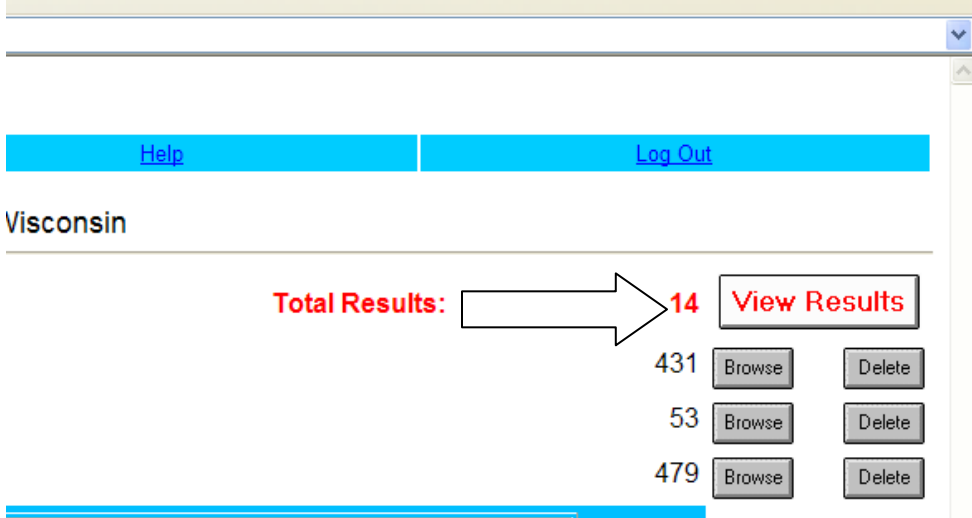 Help Log Out
Visconsin
Total Results: 14 View Results
431 Browse Delete
53 Browse Delete
479 Browse Delete